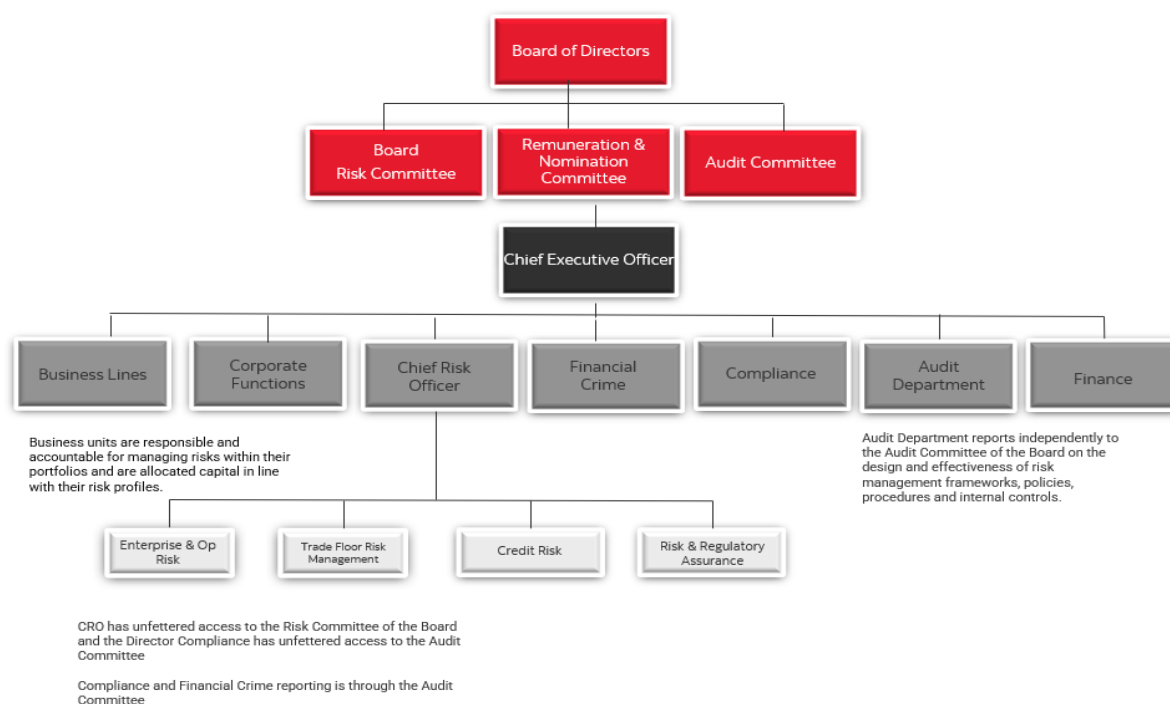 Board of Directors
Board
Risk Committee
Remuneration &
Nomination
Committee
Audit Committee
Chief Executive Officer
Business Lines
Corporate
Functions
Chief Risk
Officer
Financial
Crime
Compliance
Audit
Department
Finance
Business units are responsible and
accountable for managing risks within their
portfolios and are allocated capital in line
with their risk profiles.
Audit Department reports independently to
the Audit Committee of the Board on the
design and effectiveness of risk
management frameworks, policies,
procedures and internal controls.
Enterprise & Op
Risk
Trade Floor Risk
Management
Credit Risk
Risk & Regulatory
Assurance
CRO has unfettered access to the Risk Committee of the Board
and the Director Compliance has unfettered access to the Audit
Committee
Compliance and Financial Crime reporting is through the Audit
Committee